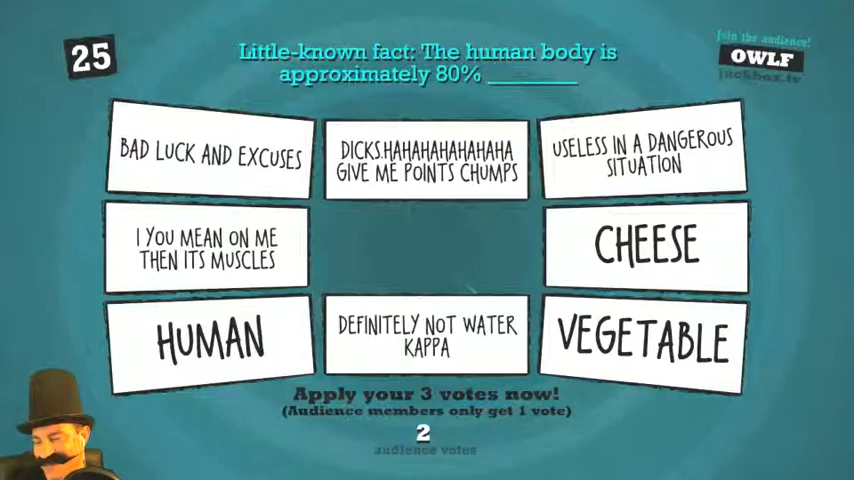 25
Little-known fact: The human body is
approximately 80% ________
Join the audience!
OWLF
jackbox.tv
BAD LUCK AND EXCUSES
DICKS.HAHAHAHAHAHAHA
GIVE ME POINTS CHUMPS
USELESS IN A DANGEROUS
SITUATION
I YOU MEAN ON ME
THEN ITS MUSCLES
CHEESE
HUMAN
DEFINITELY NOT WATER
KAPPA
VEGETABLE
Apply your 3 votes now!
(Audience members only get 1 vote)
2
audience votes